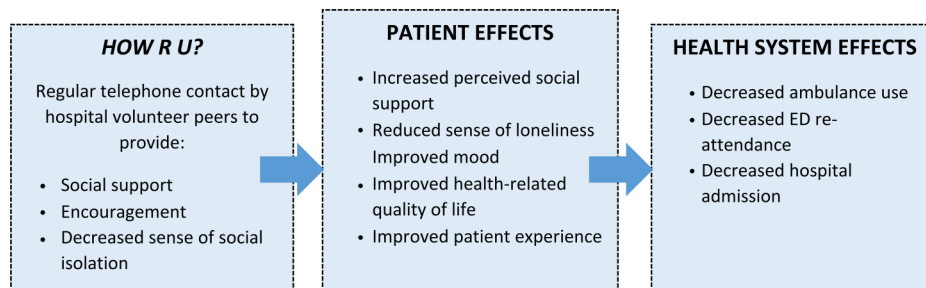 HOW R U?
Regular telephone contact by
hospital volunteer peers to
provide:
• Social support
• Encouragement
• Decreased sense of social
isolation
PATIENT EFFECTS
• Increased perceived social
support
• Reduced sense of loneliness
Improved mood
• Improved health-related
quality of life
• Improved patient experience
HEALTH SYSTEM EFFECTS
• Decreased ambulance use
• Decreased ED re-
attendance
• Decreased hospital
admission